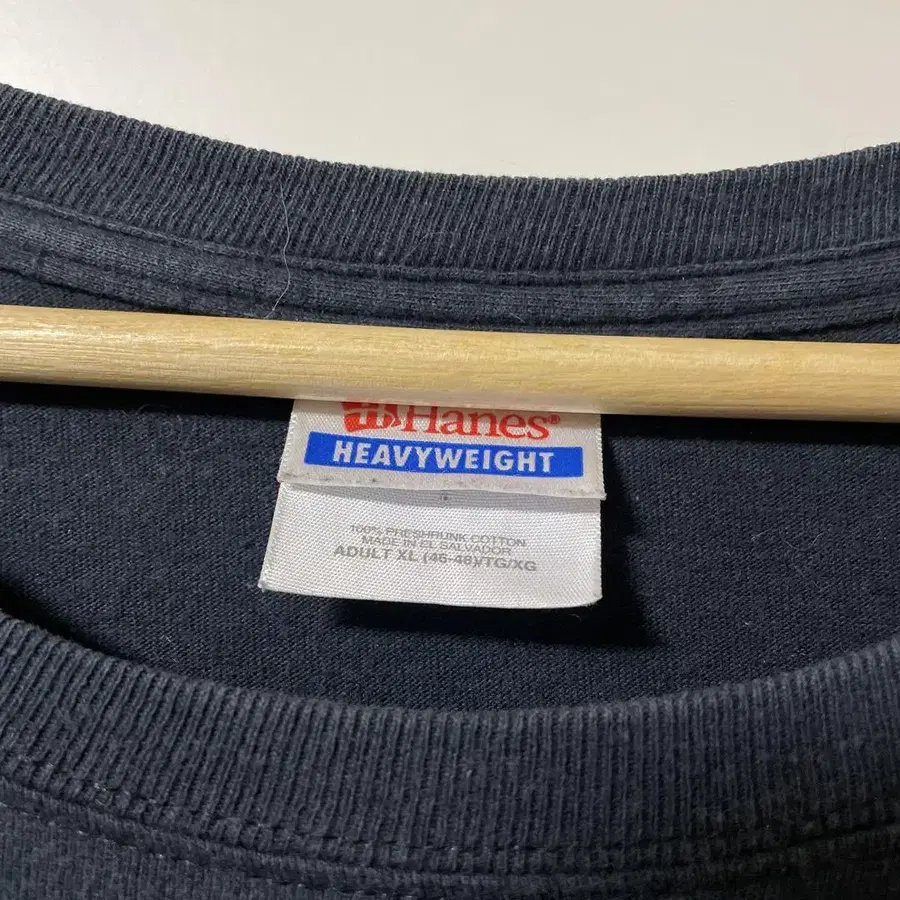 Hanes®
HEAVYWEIGHT
100% PRESHRUNK COTTON
MADE IN EL SALVADOR
ADULT XL (46-48)/TG/XG